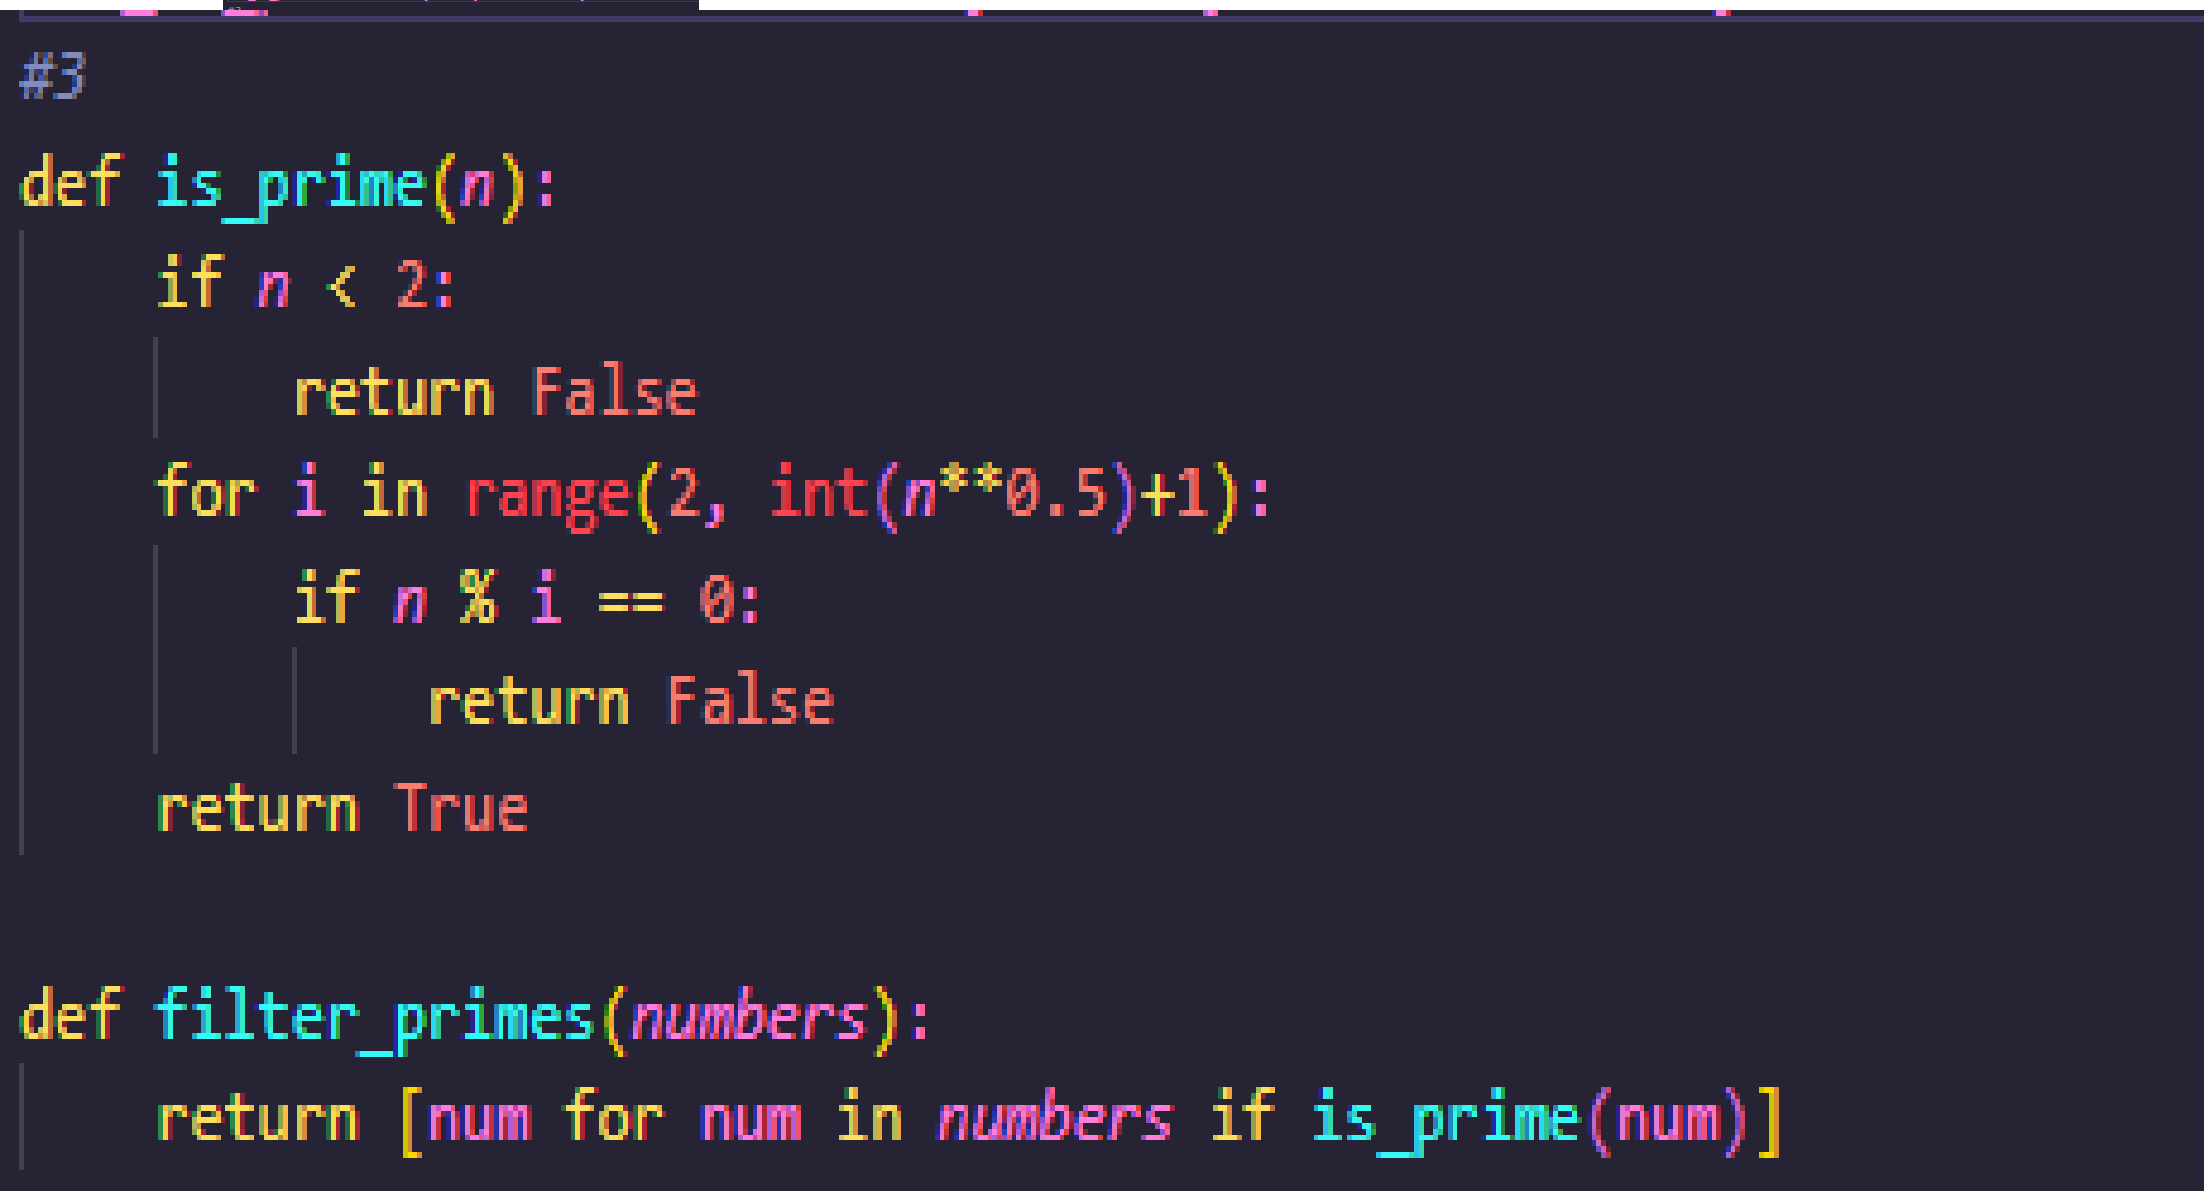 #3
def is_prime(n):
    if n < 2:
        return False
    for i in range(2, int(n**0.5)+1):
        if n % i == 0:
            return False
    return True
def filter_primes(numbers):
    return [num for num in numbers if is_prime(num)]